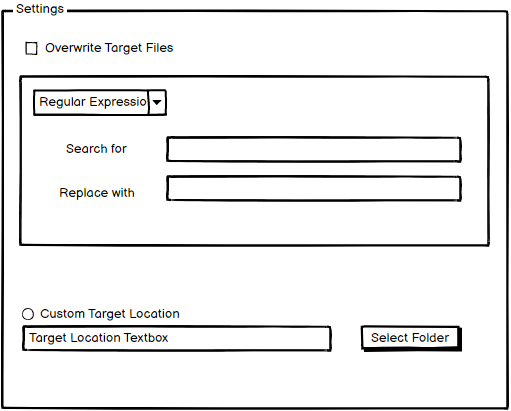 Settings
Overwrite Target Files
Regular Expressio
Search for
Replace with
Custom Target Location
Target Location Textbox
Select Folder